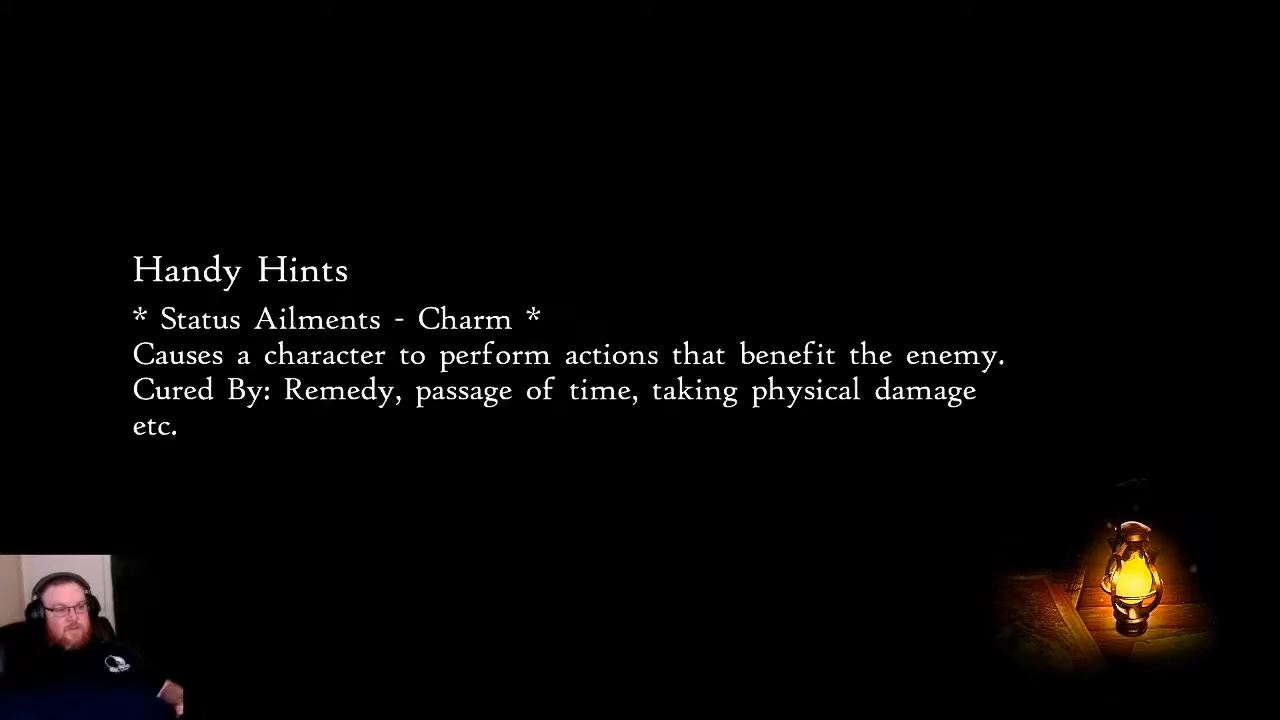 Handy Hints
* Status Ailments - Charm *
Causes a character to perform actions that benefit the enemy.
Cured By: Remedy, passage of time, taking physical damage
etc.